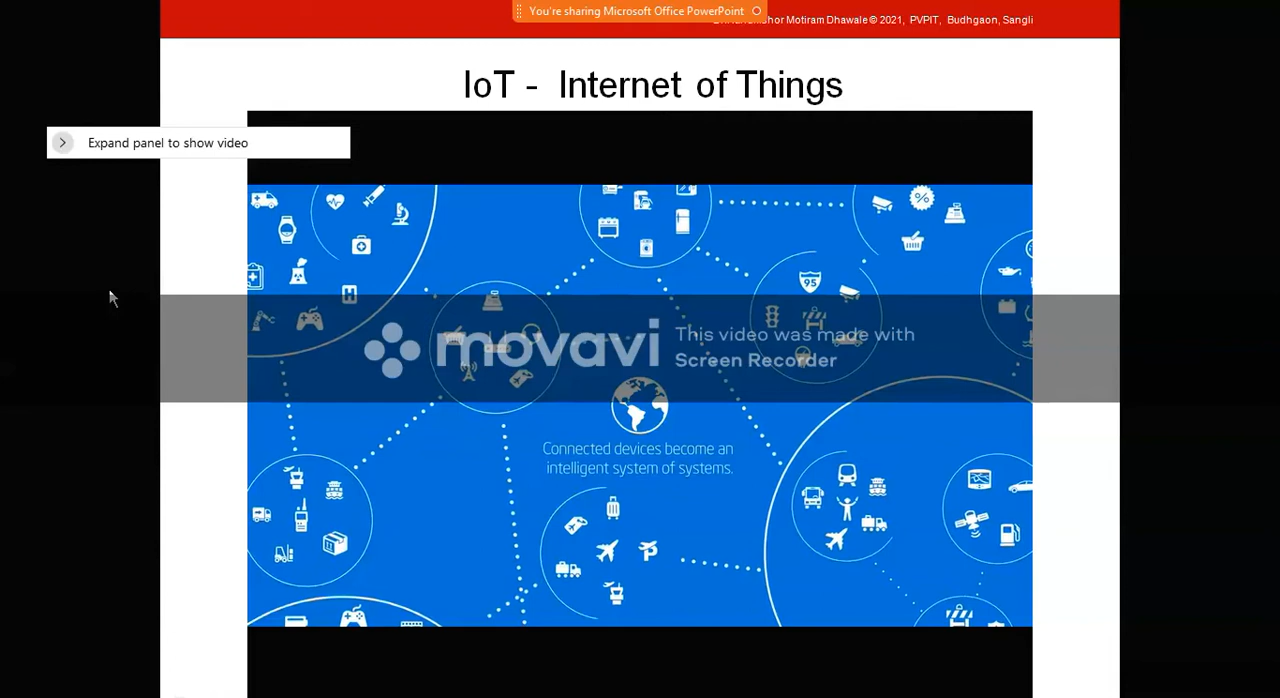 You're sharing Microsoft Office PowerPoint
Motiram Dhawale © 2021, PVPIT, Budhgaon, Sangli
IoT - Internet of Things
Expand panel to show video
%
95
H
movavi
This video was made with
Screen Recorder
Connected devices become an
intelligent system of systems.
P